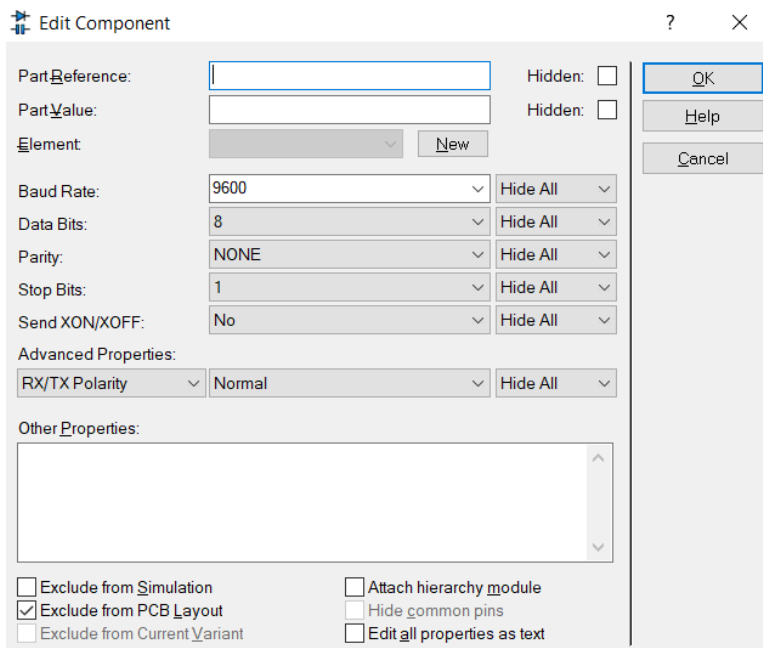 Edit Component ? ×
Part Reference: Hidden: OK
Part Value: Hidden: Help
Element: New Cancel
Baud Rate: 9600 Hide All
Data Bits: 8 Hide All
Parity: NONE Hide All
Stop Bits: 1 Hide All
Send XON/XOFF: No Hide All
Advanced Properties:
RX/TX Polarity Normal Hide All
Other Properties:
Exclude from Simulation Attach hierarchy module
Exclude from PCB Layout Hide common pins
Exclude from Current Variant Edit all properties as text